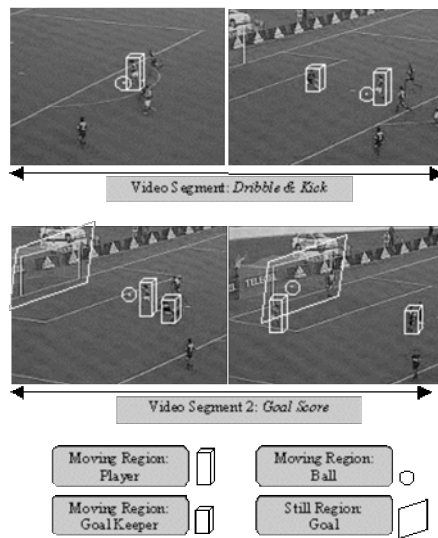 Video Segment: Dribble & Kick
TELE
Video Segment 2: Goal Score
Moving Region:
Player
Moving Region:
Ball
Moving Region:
Goal Keeper
Still Region:
Goal